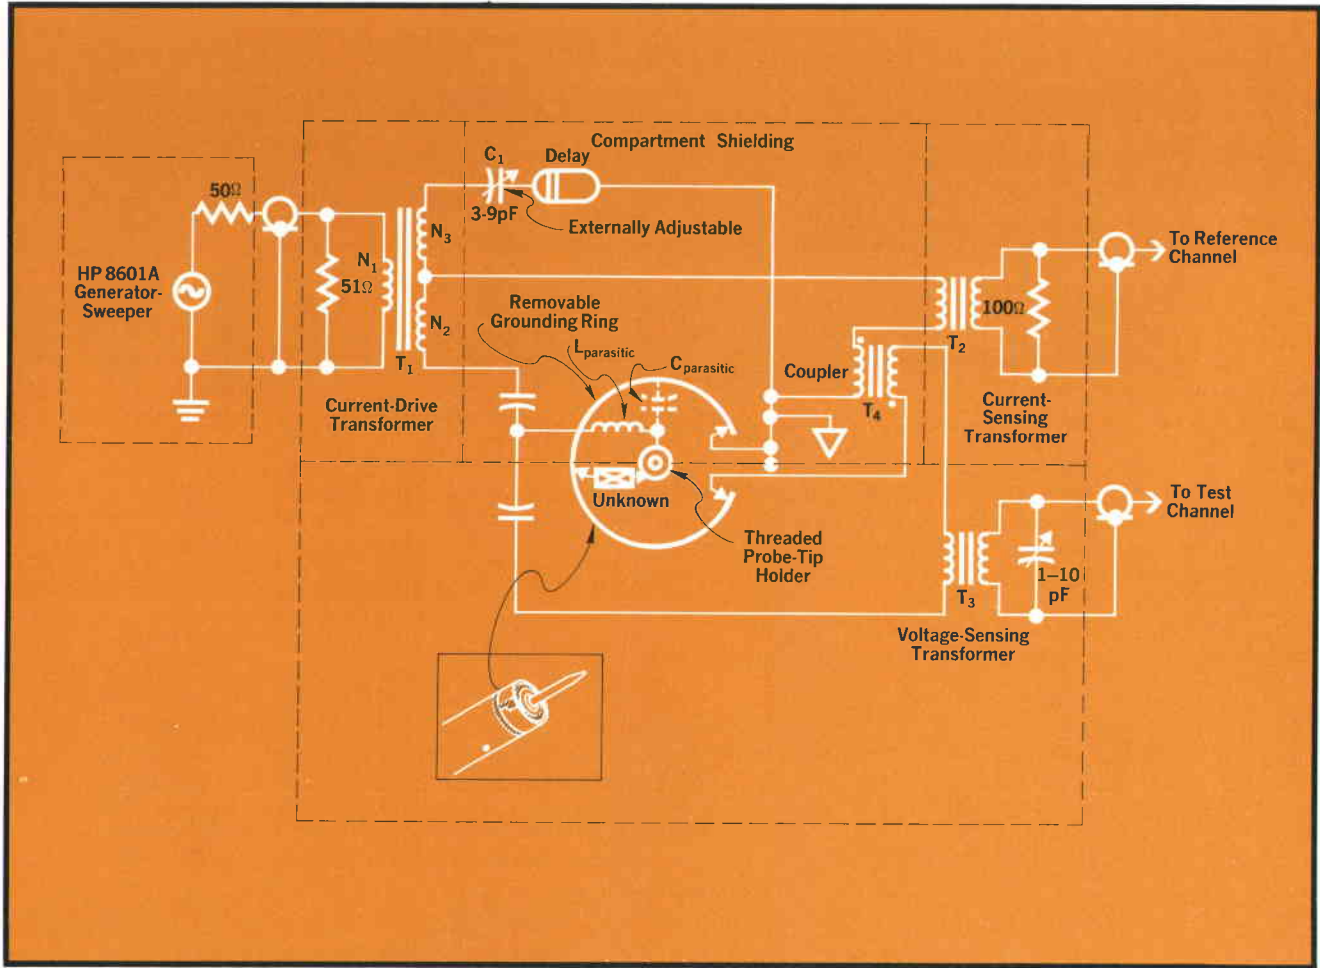 Compartment Shielding
C1
Delay
50Ω
3-9pF
Externally Adjustable
N3
N1
HP 8601A
Generator-
Sweeper
51Ω
To Reference
Channel
Removable
Grounding Ring
100Ω
N2
Lparasitic
T2
T1
Cparasitic
Coupler
Current-Drive
Transformer
T4
Current-
Sensing
Transformer
Unknown
To Test
Channel
Threaded
Probe-Tip
Holder
1–10
pF
T3
Voltage-Sensing
Transformer